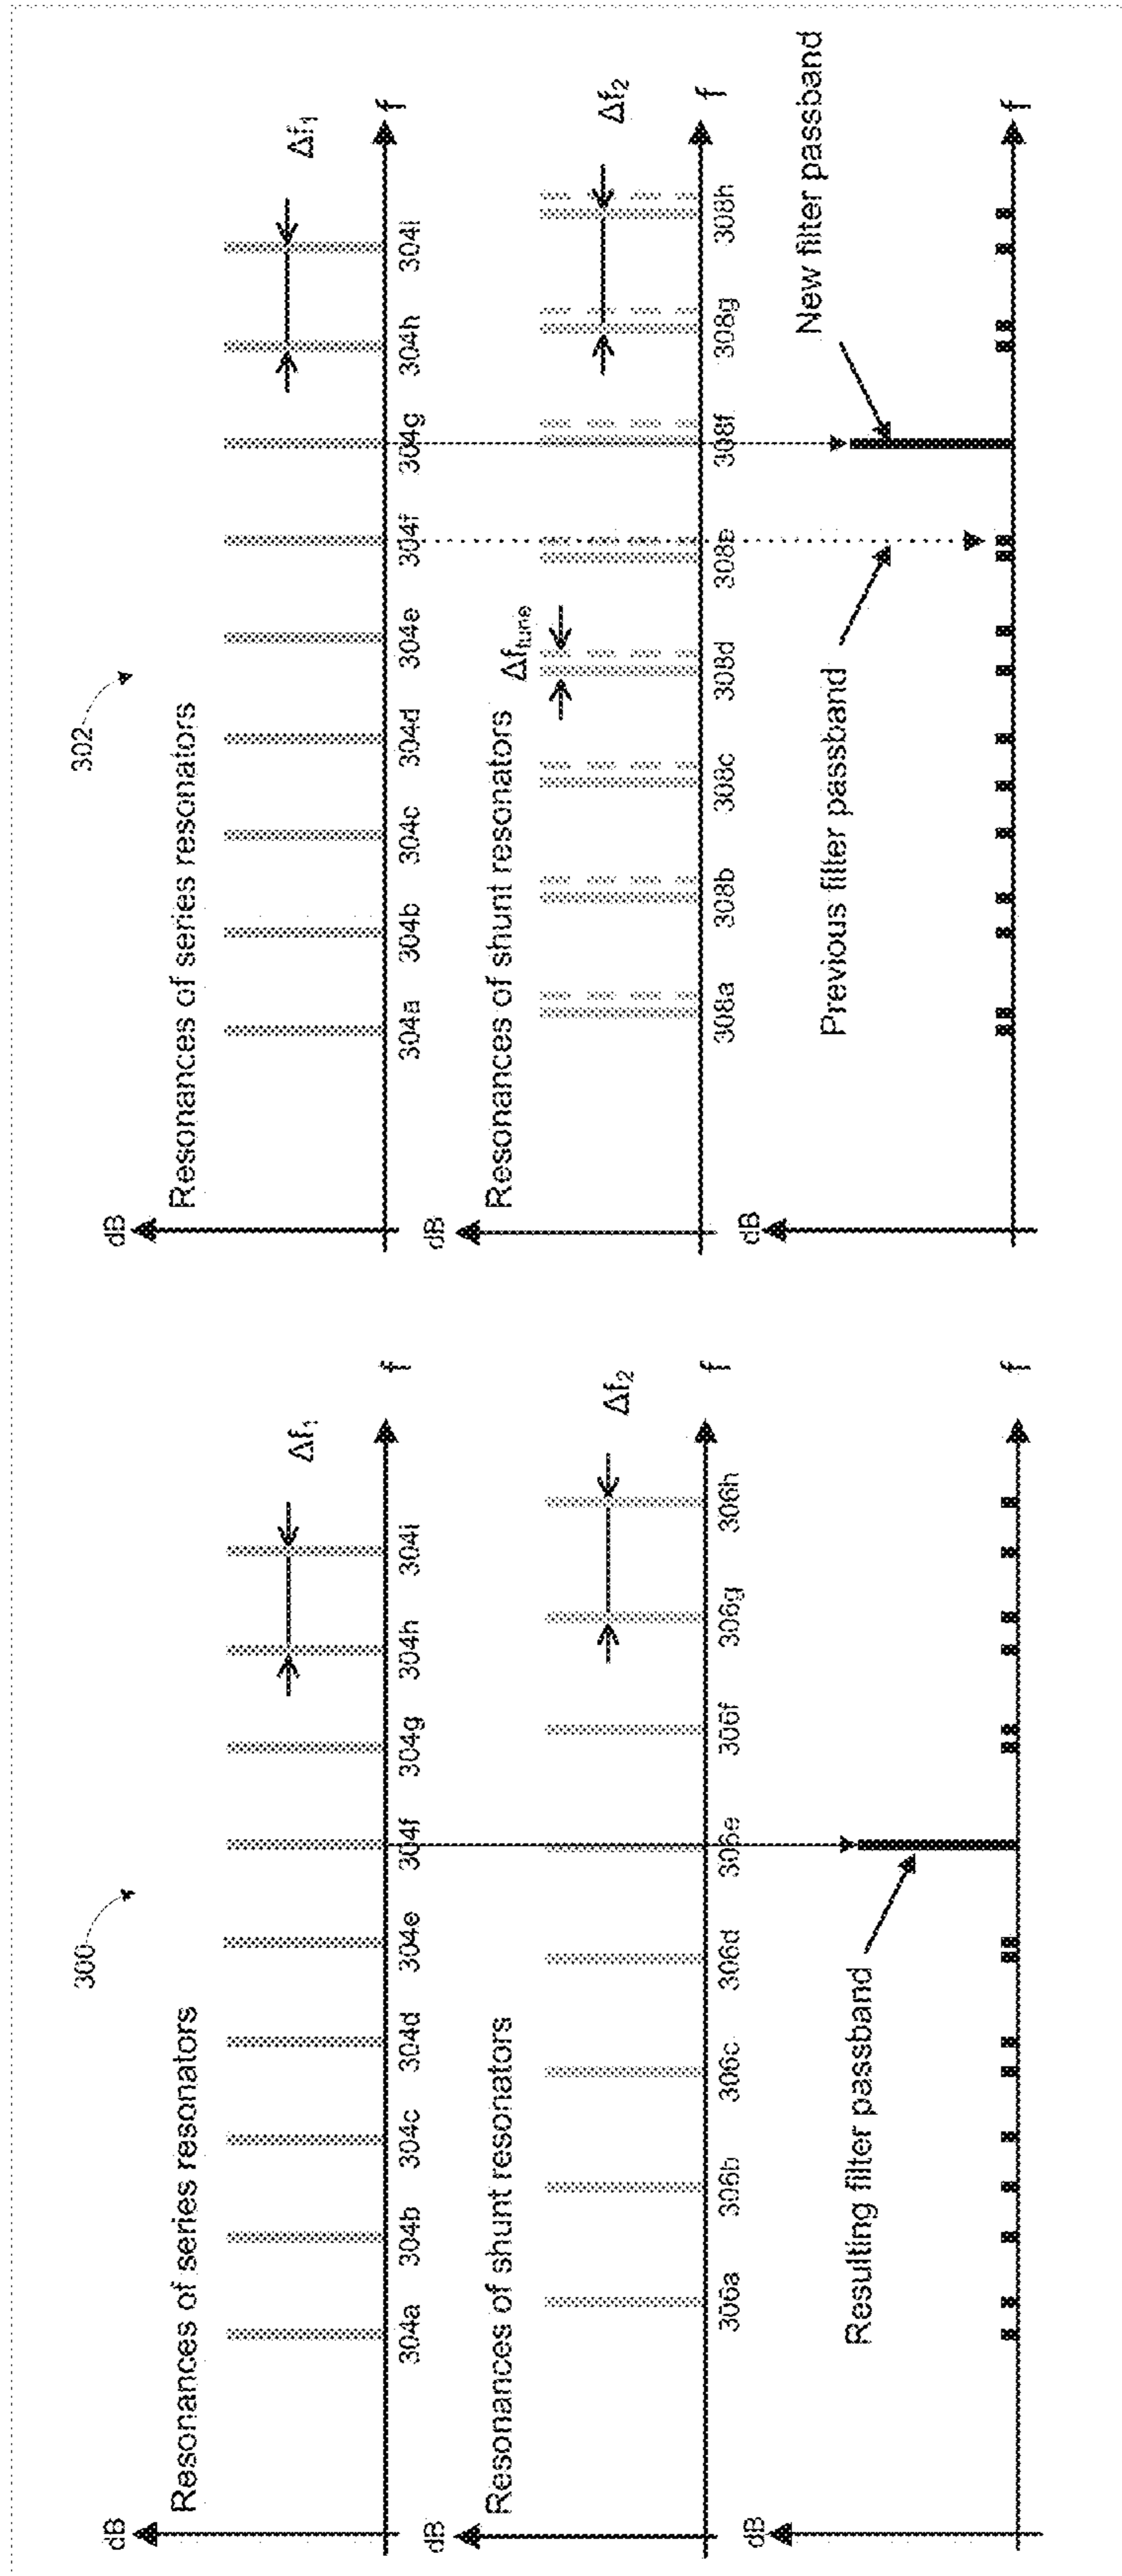 300
dB
Resonances of series resonators
Δf1
f
304a 304b 304c 304d 304e 304f 304g 304h 304i
dB
Resonances of shunt resonators
Δf2
f
306a 306b 306c 306d 306e 306f 306g 306h
dB
Resulting filter passband
f
302
dB
Resonances of series resonators
Δf1
f
304a 304b 304c 304d 304e 304f 304g 304h 304i
dB
Resonances of shunt resonators
Δftune
Δf2
f
308a 308b 308c 308d 308e 308f 308g 308h
dB
Previous filter passband
New filter passband
f